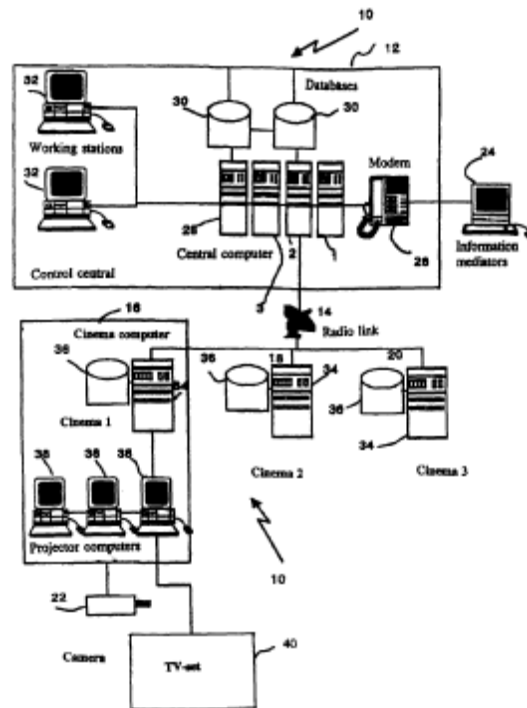 10
12
32
Databases
30
30
Working stations
Modem
24
32
28
Central computer
2
1
26
Information mediators
Control central
3
14
Radio link
16
Cinema computer
36
34
36
18
34
20
36
Cinema 1
34
Cinema 2
Cinema 3
38
38
38
Projector computers
10
22
Camera
TV-set
40